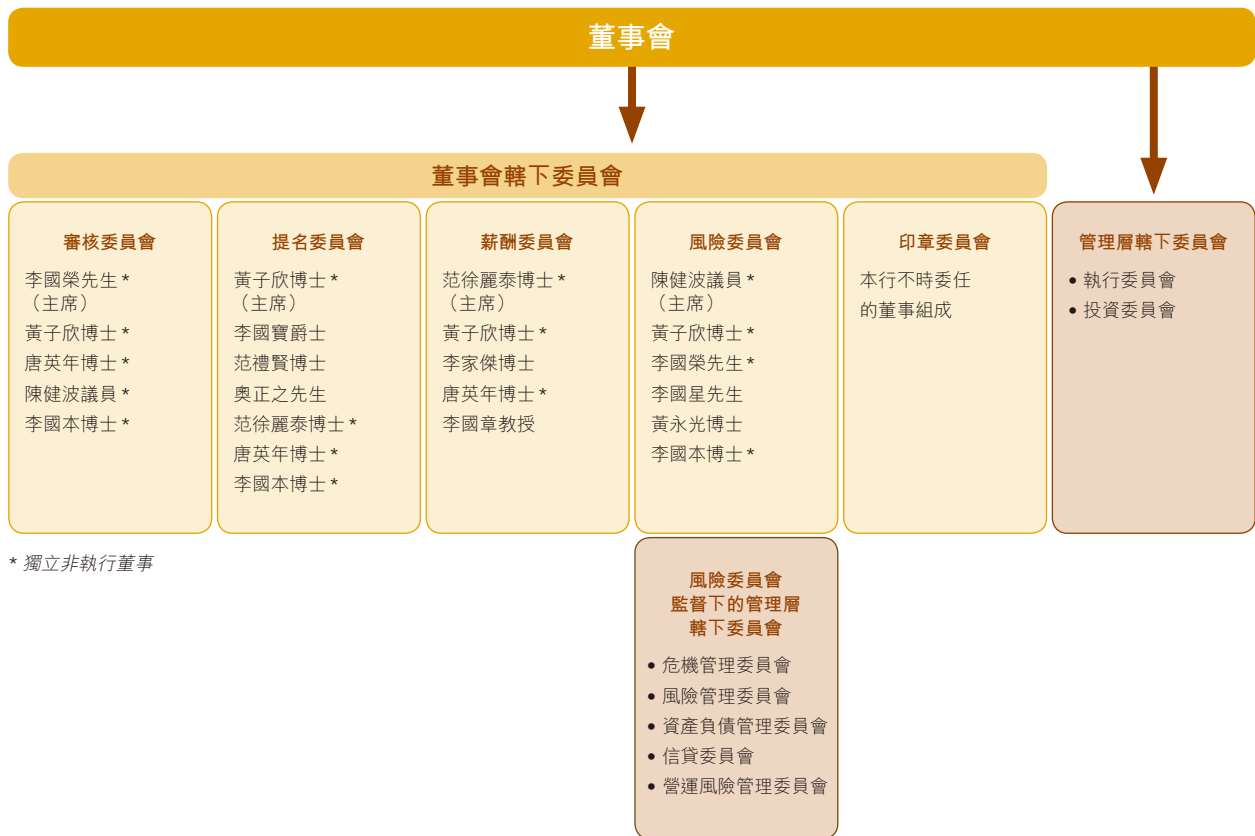 董事會
董事會轄下委員會
審核委員會
李國榮先生 *
（主席）
黃子欣博士 *
唐英年博士 *
陳健波議員 *
李國本博士 *
提名委員會
黃子欣博士 *
（主席）
李國寶爵士
范禮賢博士
奧正之先生
范徐麗泰博士 *
唐英年博士 *
李國本博士 *
薪酬委員會
范徐麗泰博士 *
（主席）
黃子欣博士 *
李家傑博士
唐英年博士 *
李國章教授
風險委員會
陳健波議員 *
（主席）
黃子欣博士 *
李國榮先生 *
李國星先生
黃永光博士
李國本博士 *
印章委員會
本行不時委任
的董事組成
管理層轄下委員會
• 執行委員會
• 投資委員會
* 獨立非執行董事
風險委員會
監督下的管理層
轄下委員會
• 危機管理委員會
• 風險管理委員會
• 資產負債管理委員會
• 信貸委員會
• 營運風險管理委員會